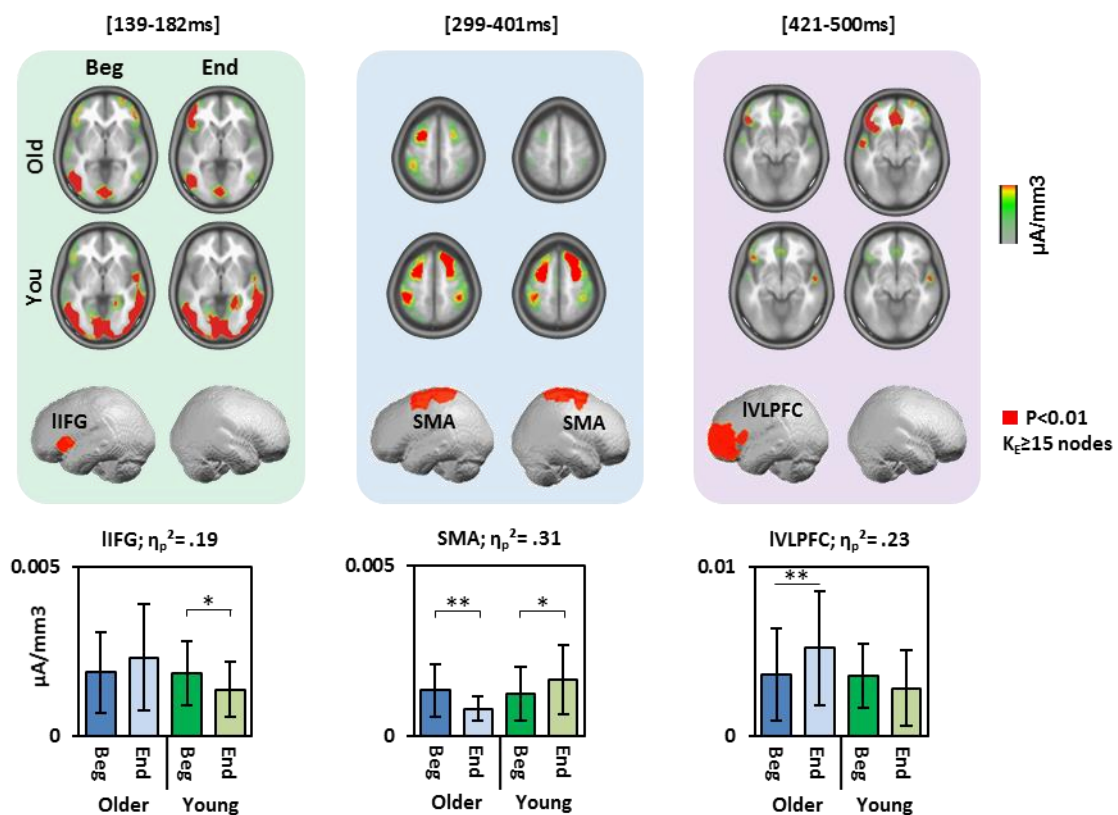 [139-182ms]
[299-401ms]
[421-500ms]
Beg End
Old
You
lIFG
SMA
SMA
lVLPFC
µA/mm3
P<0.01
K_E≥15 nodes
lIFG; η_p²= .19
SMA; η_p²= .31
lVLPFC; η_p²= .23
µA/mm3
0.005
*
0
Beg End Beg End
Older Young
0.005
** *
0
Beg End Beg End
Older Young
0.01
**
0
Beg End Beg End
Older Young